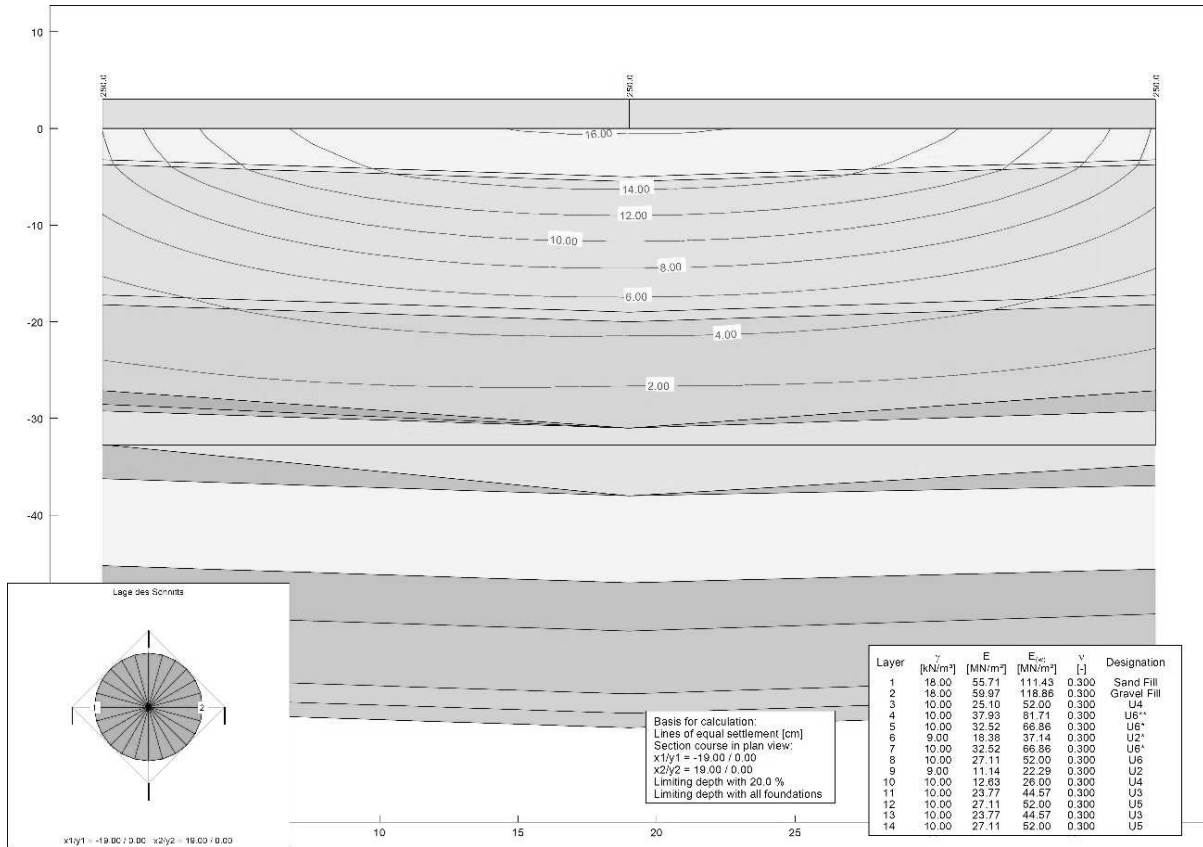 10
250.0
250.0
250.0
0
16.00
14.00
12.00
-10
10.00
8.00
6.00
-20
4.00
2.00
-30
-40
Lage des Schnitts
1
2
x1/y1 = -19.00 / 0.00 x2/y2 = 19.00 / 0.00
Basis for calculation:
Lines of equal settlement [cm]
Section course in plan view:
x1/y1 = -19.00 / 0.00
x2/y2 = 19.00 / 0.00
Limiting depth with 20.0 %
Limiting depth with all foundations
Layer γ [kN/m³] E [MN/m²] E(w) [MN/m²] ν [-] Designation
1 18.00 55.71 111.43 0.300 Sand Fill
2 18.00 59.97 118.86 0.300 Gravel Fill
3 10.00 25.10 52.00 0.300 U4
4 10.00 37.93 81.71 0.300 U6**
5 10.00 32.52 66.86 0.300 U6*
6 9.00 18.38 37.14 0.300 U2*
7 10.00 32.52 66.86 0.300 U6*
8 10.00 27.11 52.00 0.300 U6
9 9.00 11.14 22.29 0.300 U2
10 10.00 12.63 26.00 0.300 U4
11 10.00 23.77 44.57 0.300 U3
12 10.00 27.11 52.00 0.300 U5
13 10.00 23.77 44.57 0.300 U3
14 10.00 27.11 52.00 0.300 U5
10
15
20
25